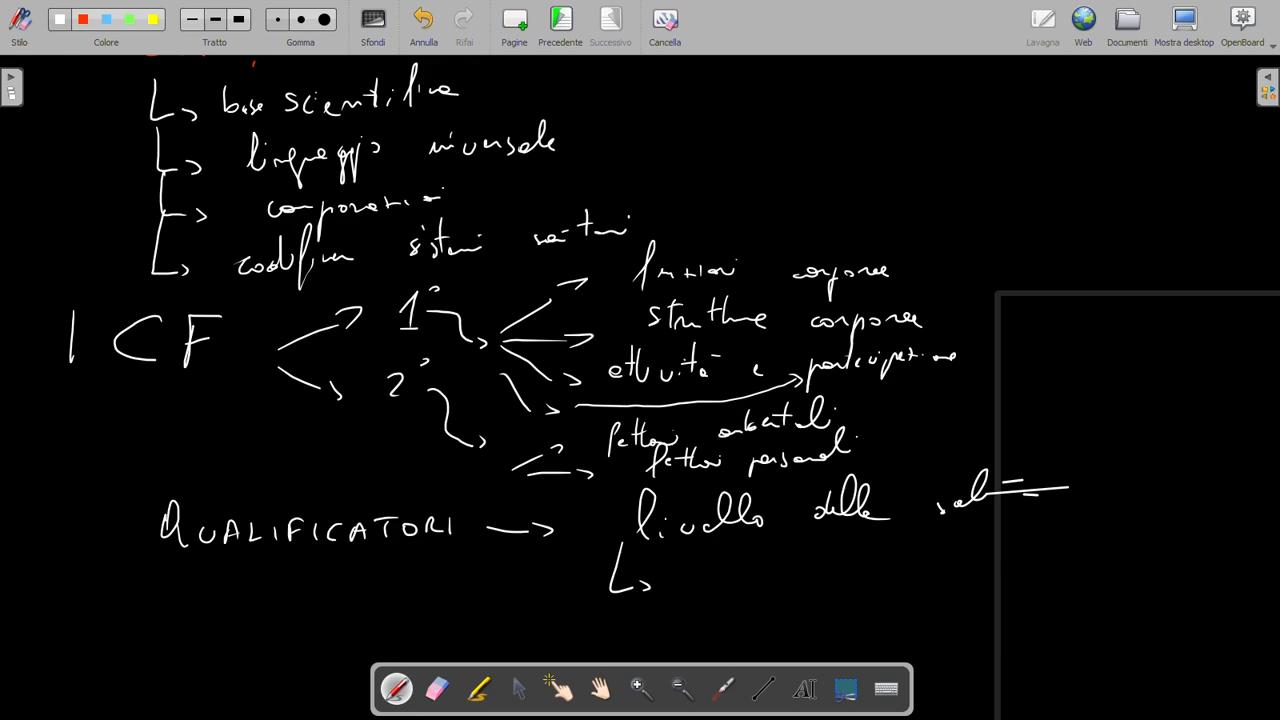 Stilo Colore Tratto Gomma Sfondi Annulla Rifai Pagine Precedente Successivo Cancella Lavagna Web Documenti Mostra desktop OpenBoard
base scientifica
linguaggio universale
comparazioni
codificare sistemi sanitari
funzioni corporee
1°
strutture corporee
ICF
attività e partecipazione
2°
fattori ambientali
fattori personali
QUALIFICATORI livello della salute
AI